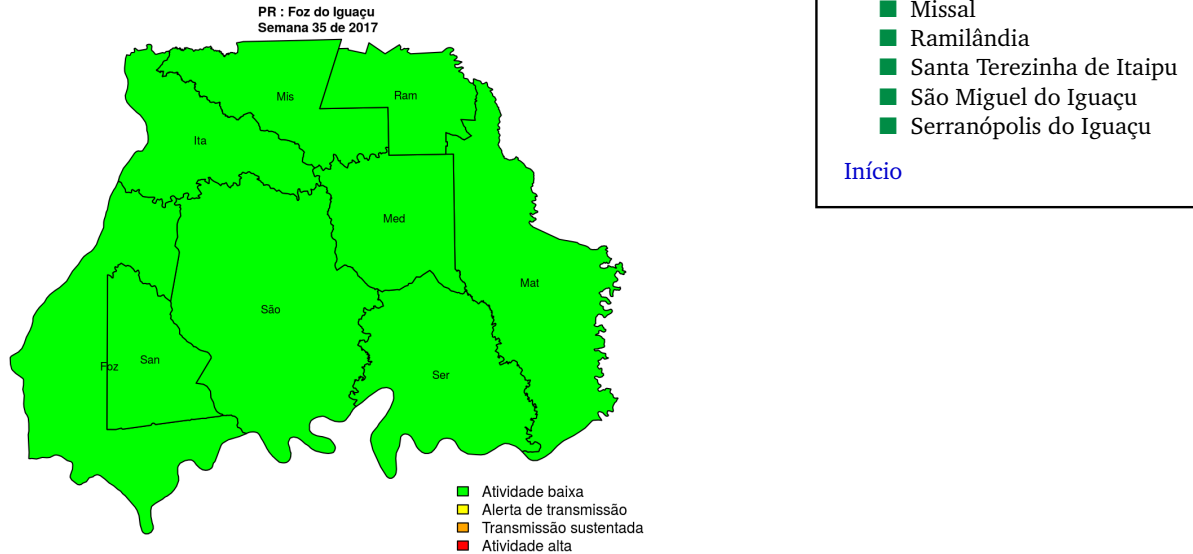 PR : Foz do Iguaçu
Semana 35 de 2017
Mis
Ram
Ita
Med
Mat
São
Foz
San
Ser
Atividade baixa
Alerta de transmissão
Transmissão sustentada
Atividade alta
Missal
Ramilândia
Santa Terezinha de Itaipu
São Miguel do Iguaçu
Serranópolis do Iguaçu
Início